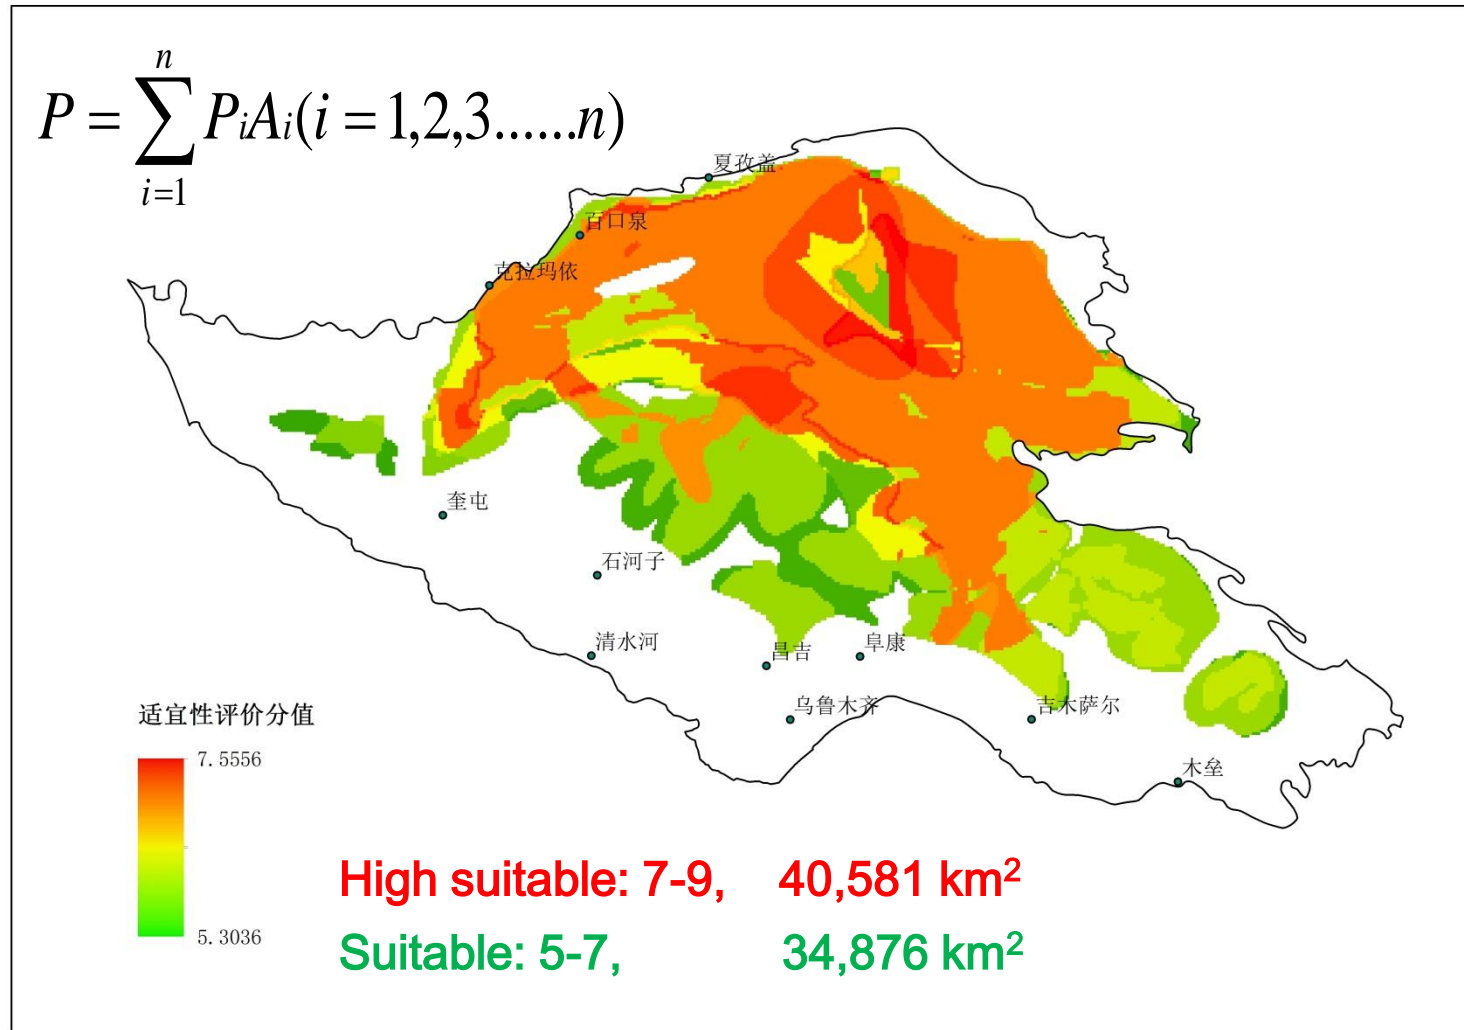 P = \sum_{i=1}^{n} P_i A_i (i = 1,2,3......n)
夏孜盖
百口泉
克拉玛依
奎屯
石河子
清水河
昌吉
阜康
乌鲁木齐
吉木萨尔
木垒
适宜性评价分值
7.5556
5.3036
High suitable: 7-9, 40,581 km²
Suitable: 5-7, 34,876 km²